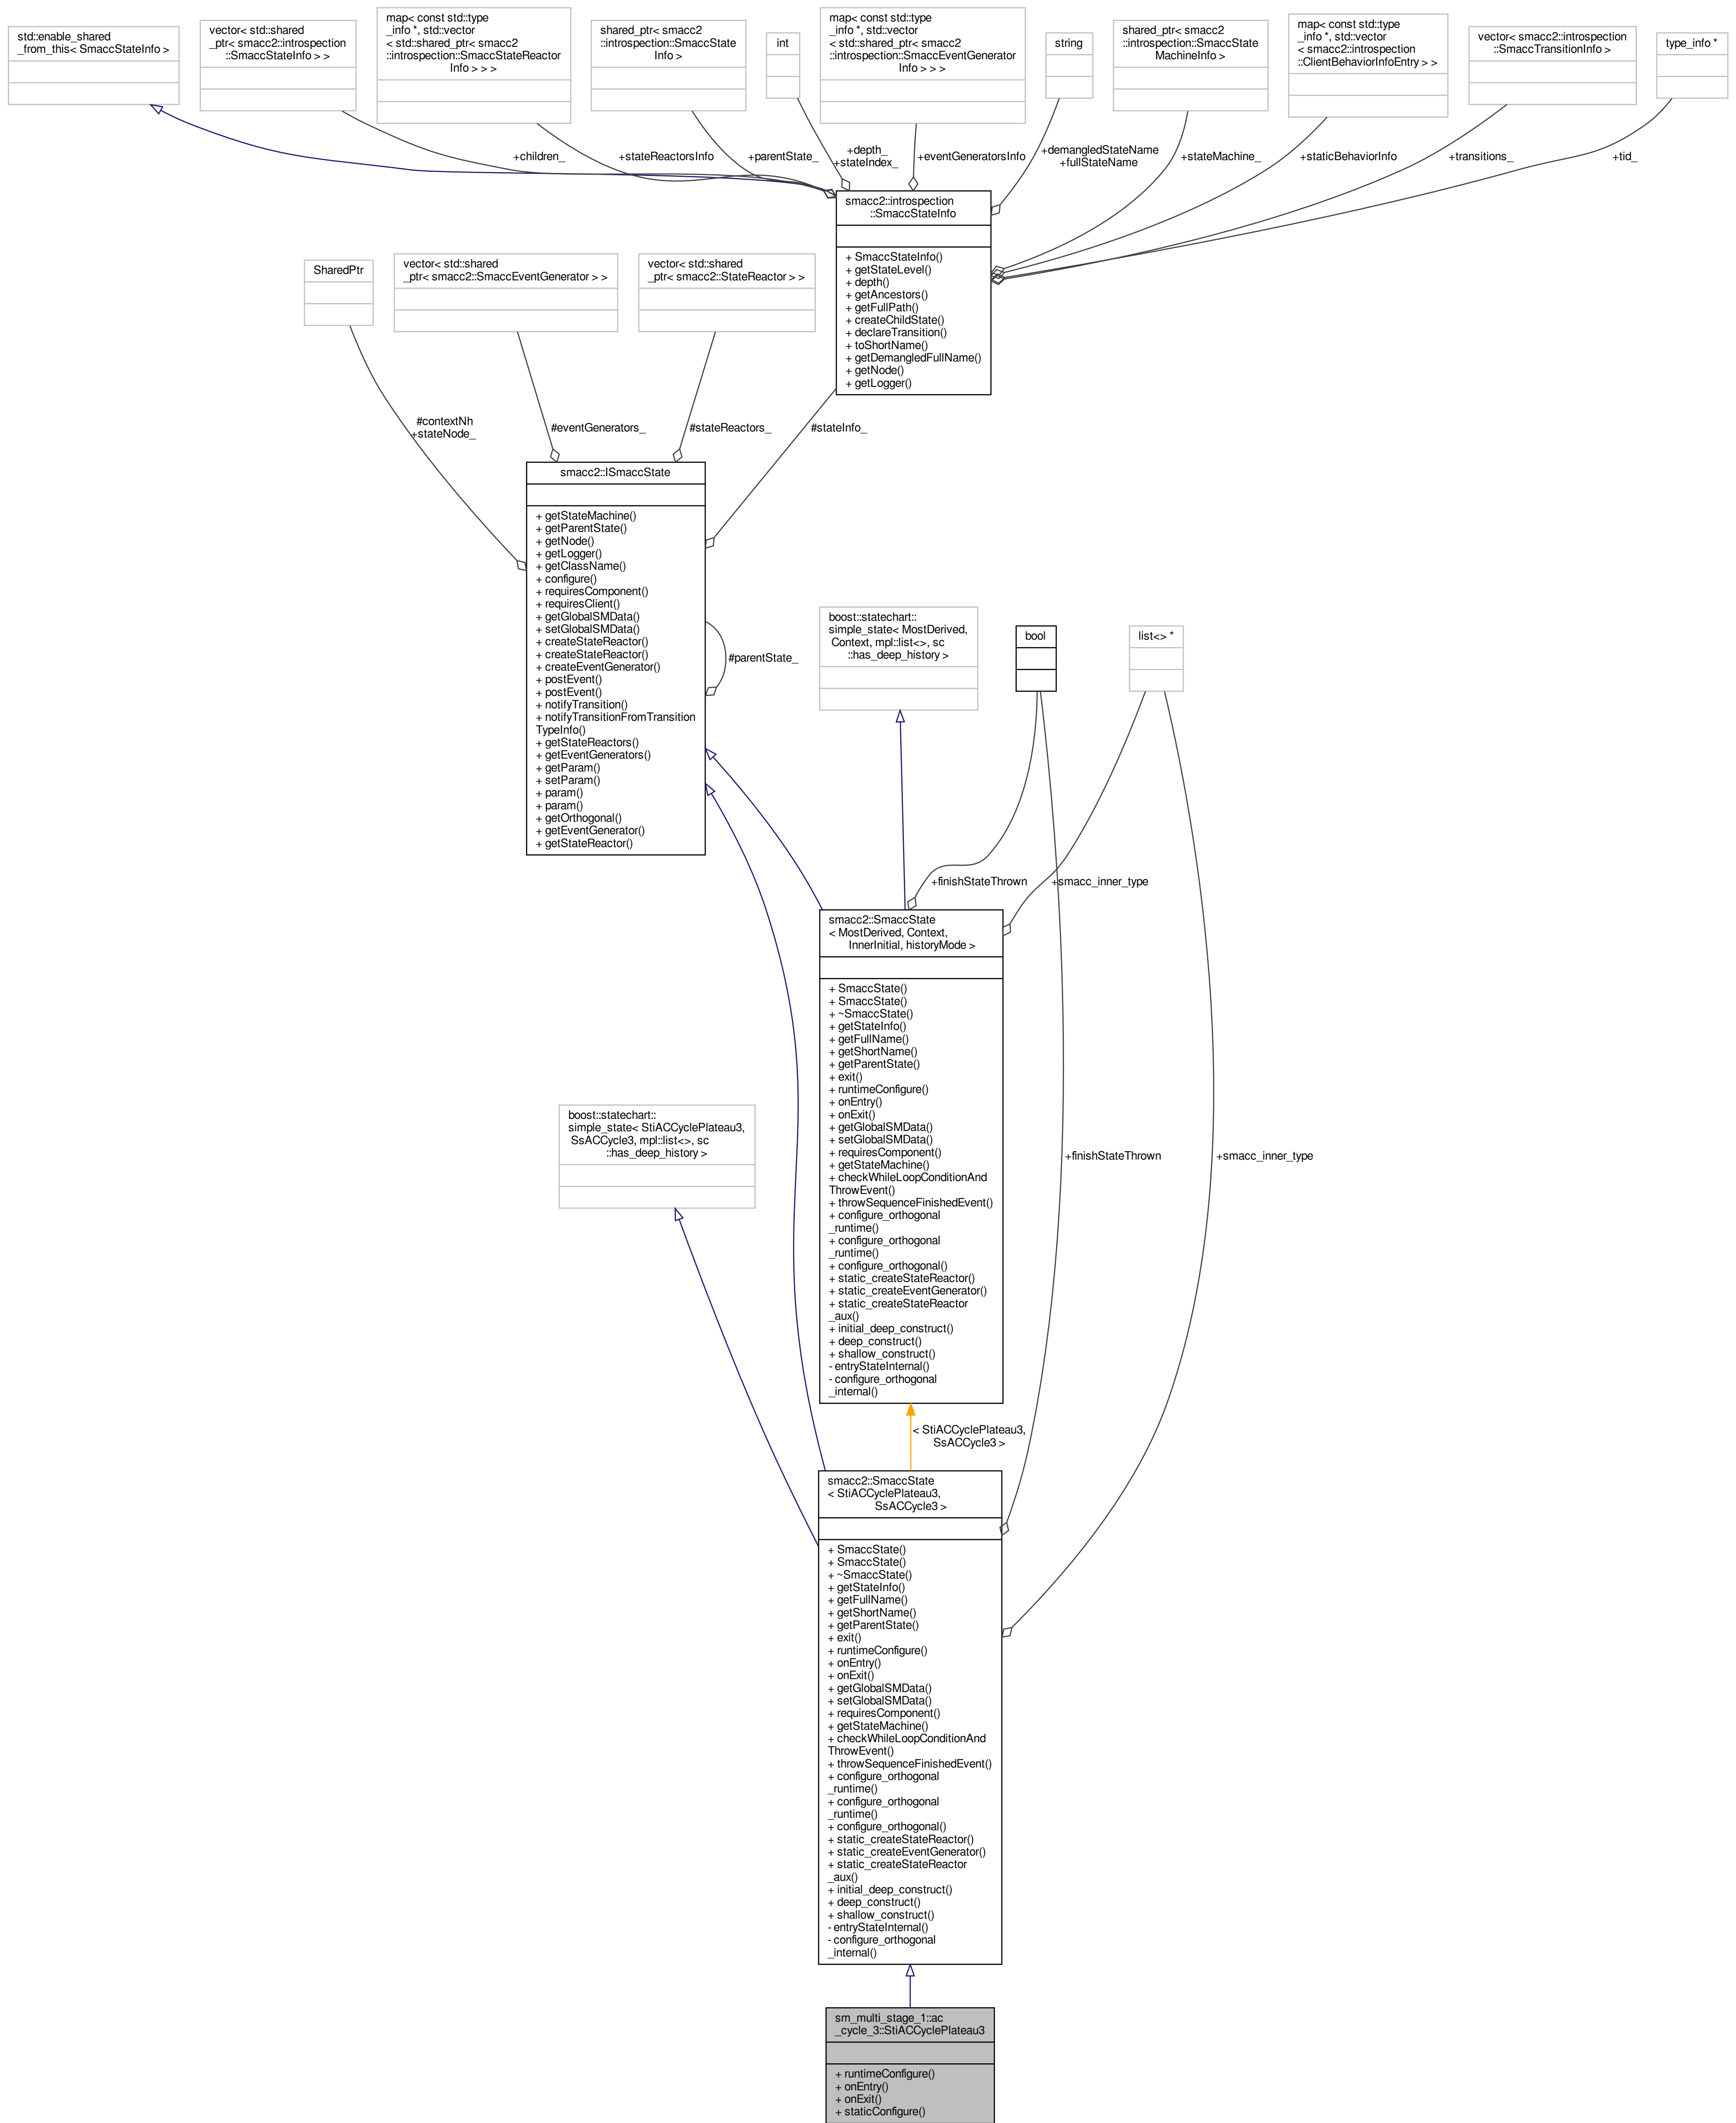 std::enable_shared
_from_this< SmaccStateInfo >
vector< std::shared
_ptr< smacc2::introspection
::SmaccStateInfo > >
map< const std::type
_info *, std::vector
< std::shared_ptr< smacc2
::introspection::SmaccStateReactor
Info > > >
shared_ptr< smacc2
::introspection::SmaccState
Info >
int
map< const std::type
_info *, std::vector
< std::shared_ptr< smacc2
::introspection::SmaccEventGenerator
Info > > >
string
shared_ptr< smacc2
::introspection::SmaccState
MachineInfo >
map< const std::type
_info *, std::vector
< smacc2::introspection
::ClientBehaviorInfoEntry > >
vector< smacc2::introspection
::SmaccTransitionInfo >
type_info *
+children_
+stateReactorsInfo
+parentState_
+depth_
+stateIndex_
+eventGeneratorsInfo
+demangledStateName
+fullStateName
+stateMachine_
+staticBehaviorInfo
+transitions_
+tid_
smacc2::introspection
::SmaccStateInfo
+ SmaccStateInfo()
+ getStateLevel()
+ depth()
+ getAncestors()
+ getFullPath()
+ createChildState()
+ declareTransition()
+ toShortName()
+ getDemangledFullName()
+ getNode()
+ getLogger()
SharedPtr
vector< std::shared
_ptr< smacc2::SmaccEventGenerator > >
vector< std::shared
_ptr< smacc2::StateReactor > >
#contextNh
+stateNode_
#eventGenerators_
#stateReactors_
#stateInfo_
smacc2::ISmaccState
+ getStateMachine()
+ getParentState()
+ getNode()
+ getLogger()
+ getClassName()
+ configure()
+ requiresComponent()
+ requiresClient()
+ getGlobalSMData()
+ setGlobalSMData()
+ createStateReactor()
+ createStateReactor()
+ createEventGenerator()
+ postEvent()
+ postEvent()
+ notifyTransition()
+ notifyTransitionFromTransition
TypeInfo()
+ getStateReactors()
+ getEventGenerators()
+ getParam()
+ setParam()
+ param()
+ param()
+ getOrthogonal()
+ getEventGenerator()
+ getStateReactor()
#parentState_
boost::statechart::
simple_state< MostDerived,
Context, mpl::list<>, sc
::has_deep_history >
bool
list<> *
+finishStateThrown
+smacc_inner_type
smacc2::SmaccState
< MostDerived, Context,
InnerInitial, historyMode >
+ SmaccState()
+ SmaccState()
+ ~SmaccState()
+ getStateInfo()
+ getFullName()
+ getShortName()
+ getParentState()
+ exit()
+ runtimeConfigure()
+ onEntry()
+ onExit()
+ getGlobalSMData()
+ setGlobalSMData()
+ requiresComponent()
+ getStateMachine()
+ checkWhileLoopConditionAnd
ThrowEvent()
+ throwSequenceFinishedEvent()
+ configure_orthogonal
_runtime()
+ configure_orthogonal
_runtime()
+ configure_orthogonal()
+ static_createStateReactor()
+ static_createEventGenerator()
+ static_createStateReactor
_aux()
+ initial_deep_construct()
+ deep_construct()
+ shallow_construct()
- entryStateInternal()
- configure_orthogonal
_internal()
boost::statechart::
simple_state< StiACCyclePlateau3,
SsACCycle3, mpl::list<>, sc
::has_deep_history >
+finishStateThrown
+smacc_inner_type
< StiACCyclePlateau3,
SsACCycle3 >
smacc2::SmaccState
< StiACCyclePlateau3,
SsACCycle3 >
+ SmaccState()
+ SmaccState()
+ ~SmaccState()
+ getStateInfo()
+ getFullName()
+ getShortName()
+ getParentState()
+ exit()
+ runtimeConfigure()
+ onEntry()
+ onExit()
+ getGlobalSMData()
+ setGlobalSMData()
+ requiresComponent()
+ getStateMachine()
+ checkWhileLoopConditionAnd
ThrowEvent()
+ throwSequenceFinishedEvent()
+ configure_orthogonal
_runtime()
+ configure_orthogonal
_runtime()
+ configure_orthogonal()
+ static_createStateReactor()
+ static_createEventGenerator()
+ static_createStateReactor
_aux()
+ initial_deep_construct()
+ deep_construct()
+ shallow_construct()
- entryStateInternal()
- configure_orthogonal
_internal()
sm_multi_stage_1::ac
_cycle_3::StiACCyclePlateau3
+ runtimeConfigure()
+ onEntry()
+ onExit()
+ staticConfigure()